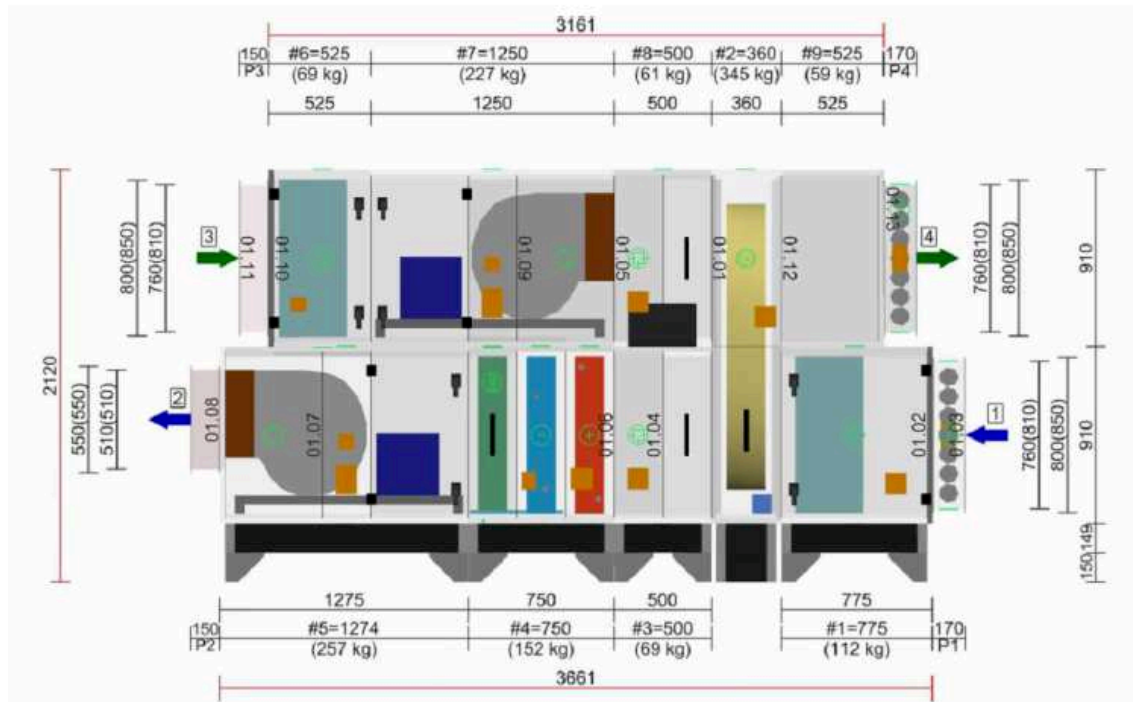 3161
150 #6=525 #7=1250 #8=500 #2=360 #9=525 170
P3 (69 kg) (227 kg) (61 kg) (345 kg) (59 kg) P4
525 1250 500 360 525
3 4
800(850) 760(810) 01.11 01.10 01.09 01.05 01.01 01.12 01.13 760(810) 800(850) 910
2120
2 1
550(550) 510(510) 01.08 01.07 01.06 01.04 01.02 01.03 760(810) 800(850) 910
149
150
1275 750 500 775
150 #5=1274 #4=750 #3=500 #1=775 170
P2 (257 kg) (152 kg) (69 kg) (112 kg) P1
3661